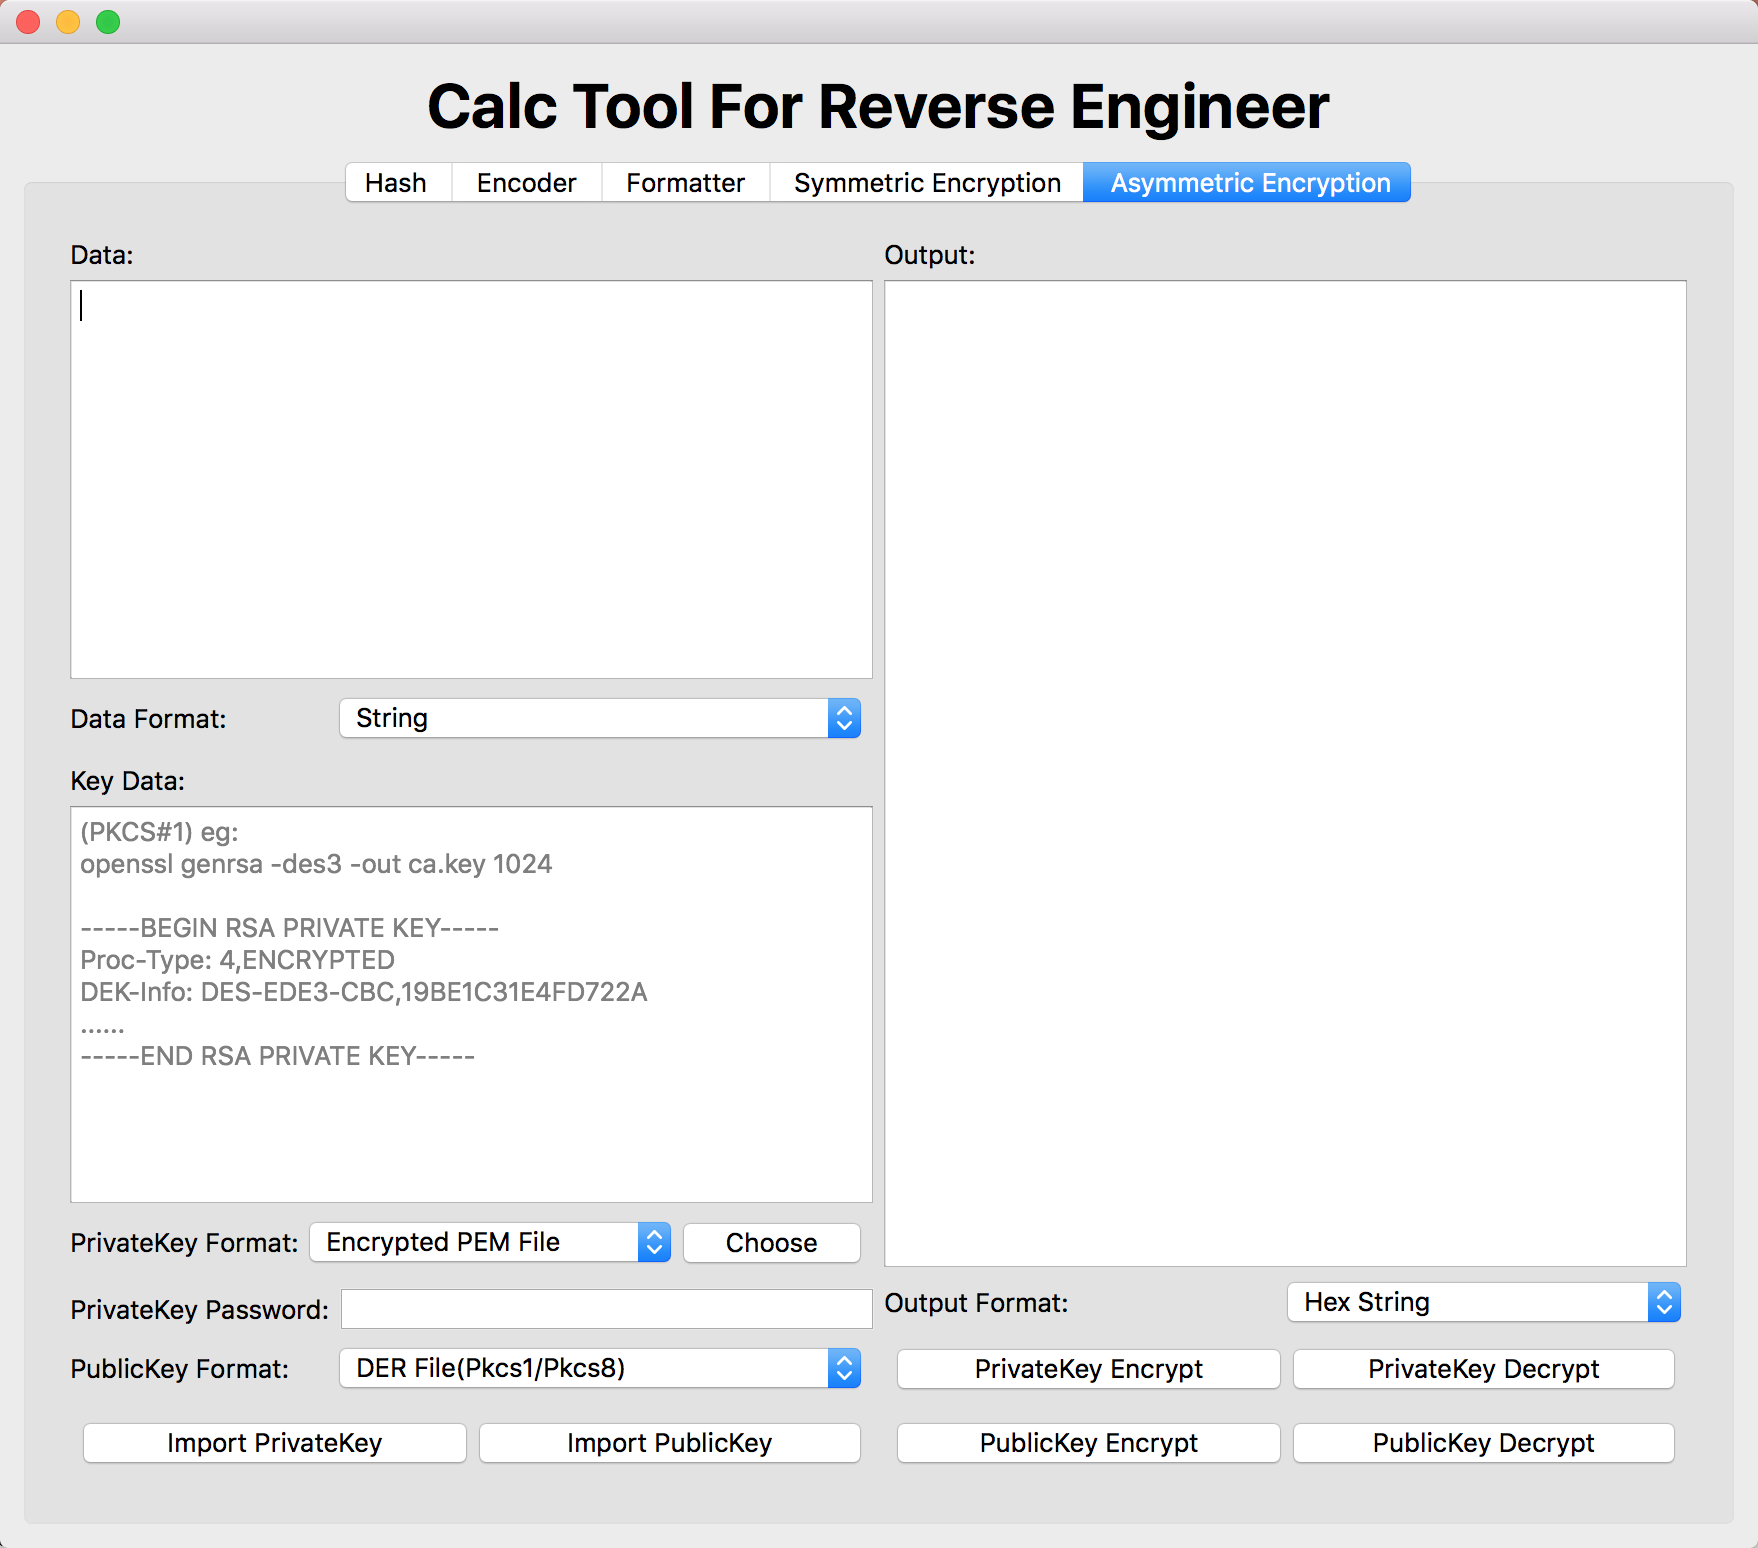 Calc Tool For Reverse Engineer
Hash Encoder Formatter Symmetric Encryption Asymmetric Encryption
Data:
Output:
Data Format: String
Key Data:
(PKCS#1) eg:
openssl genrsa -des3 -out ca.key 1024
-----BEGIN RSA PRIVATE KEY-----
Proc-Type: 4,ENCRYPTED
DEK-Info: DES-EDE3-CBC,19BE1C31E4FD722A
......
-----END RSA PRIVATE KEY-----
PrivateKey Format: Encrypted PEM File Choose
PrivateKey Password:
Output Format: Hex String
PublicKey Format: DER File(Pkcs1/Pkcs8)
PrivateKey Encrypt PrivateKey Decrypt
Import PrivateKey Import PublicKey
PublicKey Encrypt PublicKey Decrypt